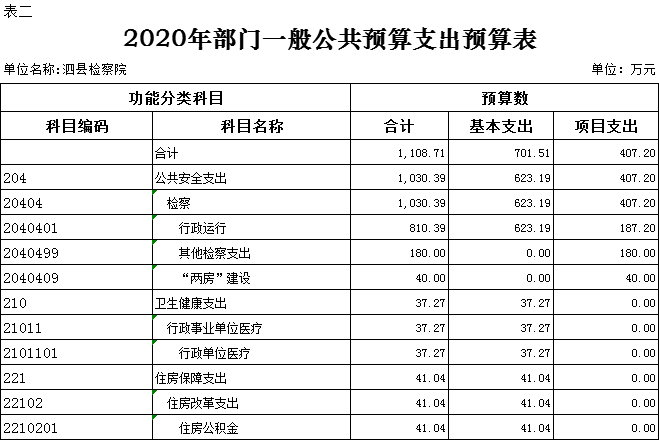 表二
2020年部门一般公共预算支出预算表
单位名称:泗县检察院 单位：万元
功能分类科目 预算数
科目编码 科目名称 合计 基本支出 项目支出
合计 1,108.71 701.51 407.20
204 公共安全支出 1,030.39 623.19 407.20
20404 检察 1,030.39 623.19 407.20
2040401 行政运行 810.39 623.19 187.20
2040499 其他检察支出 180.00 0.00 180.00
2040409 “两房”建设 40.00 0.00 40.00
210 卫生健康支出 37.27 37.27 0.00
21011 行政事业单位医疗 37.27 37.27 0.00
2101101 行政单位医疗 37.27 37.27 0.00
221 住房保障支出 41.04 41.04 0.00
22102 住房改革支出 41.04 41.04 0.00
2210201 住房公积金 41.04 41.04 0.00